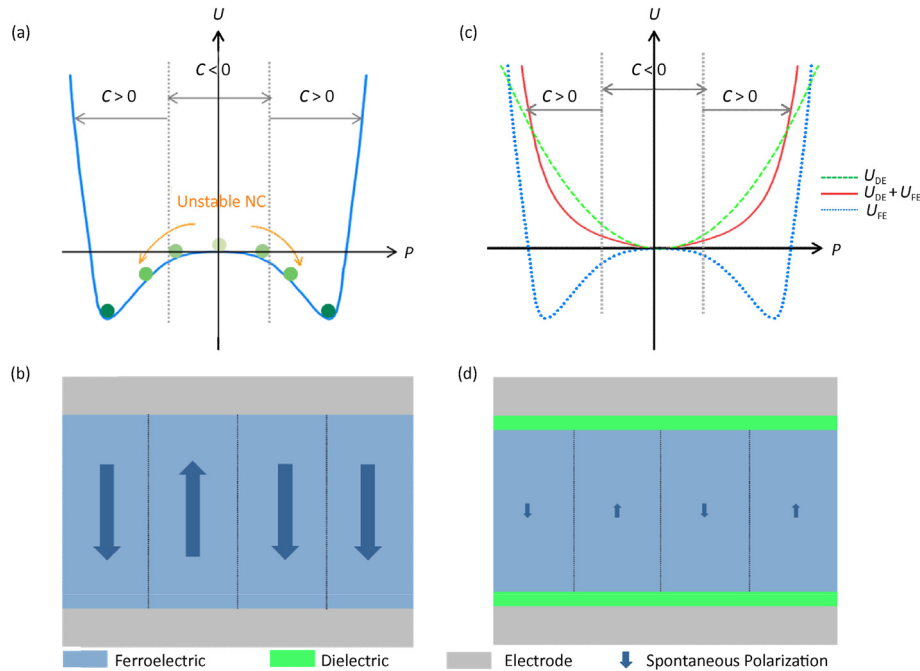 (a)
U
C > 0
C < 0
C > 0
Unstable NC
P
(c)
U
C > 0
C < 0
C > 0
P
U_DE
U_DE + U_FE
U_FE
(b)
(d)
Ferroelectric
Dielectric
Electrode
Spontaneous Polarization